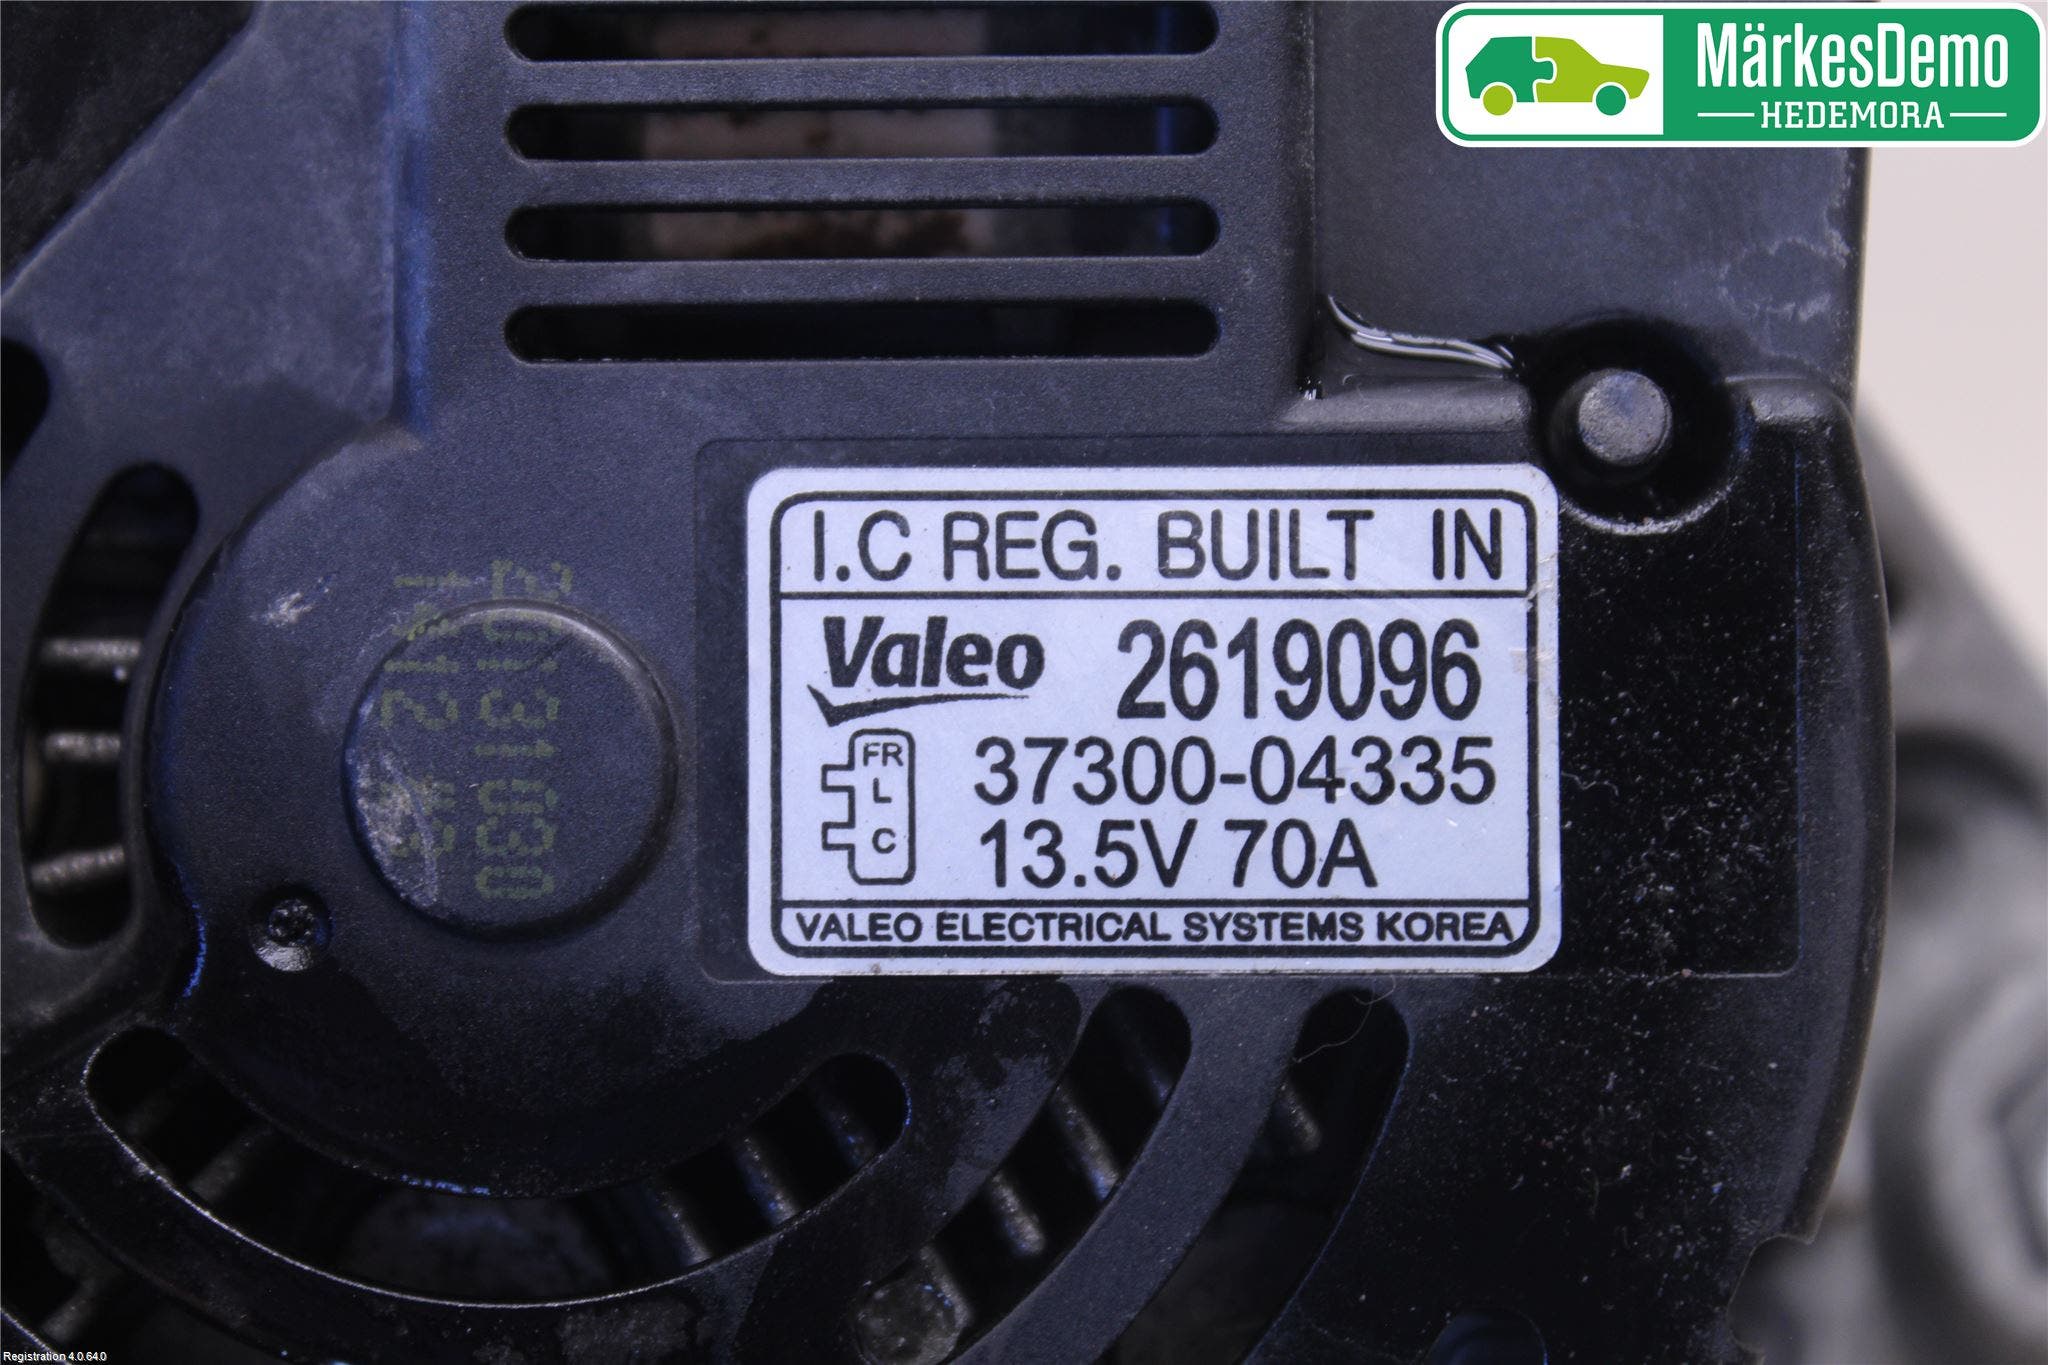 MärkesDemo
HEDEMORA
I.C REG. BUILT IN
Valeo 2619096
FR
L
C
37300-04335
13.5V 70A
VALEO ELECTRICAL SYSTEMS KOREA
Registration 4.0.64.0